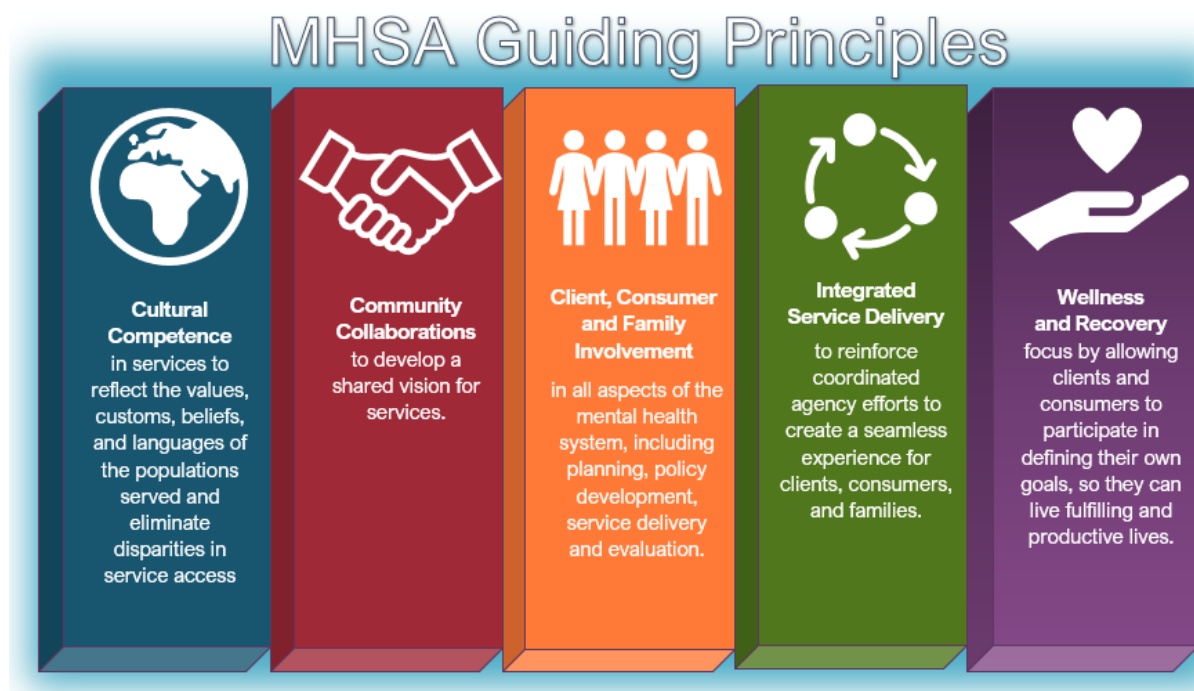 MHSA Guiding Principles
Cultural
Competence
in services to
reflect the values,
customs, beliefs,
and languages of
the populations
served and
eliminate
disparities in
service access
Community
Collaborations
to develop a
shared vision for
services.
Client, Consumer
and Family
Involvement
in all aspects of the
mental health
system, including
planning, policy
development,
service delivery
and evaluation.
Integrated
Service Delivery
to reinforce
coordinated
agency efforts to
create a seamless
experience for
clients, consumers,
and families.
Wellness
and Recovery
focus by allowing
clients and
consumers to
participate in
defining their own
goals, so they can
live fulfilling and
productive lives.